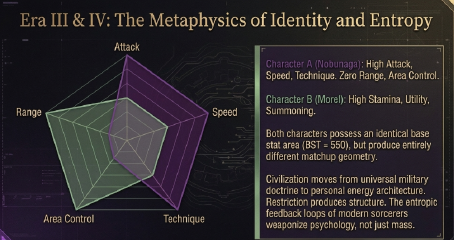 Era III & IV: The Metaphysics of Identity and Entropy
Attack
Speed
Technique
Area Control
Range
Character A (Nobunaga): High Attack,
Speed, Technique. Zero Range, Area Control.
Character B (Morel): High Stamina, Utility,
Summoning.
Both characters possess an identical base
stat area (BST = 550), but produce entirely
different matchup geometry.
Civilization moves from universal military
doctrine to personal energy architecture.
Restriction produces structure. The entropic
feedback loops of modern sorcerers
weaponize psychology, not just mass.